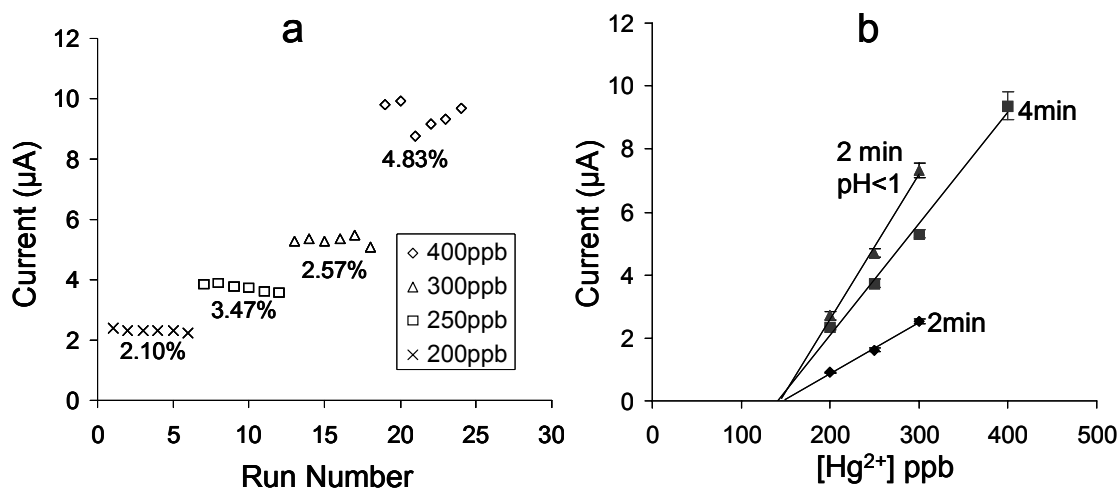 a
12
10
8
6
4
2
0
Current (µA)
4.83%
2.57%
3.47%
2.10%
400ppb
300ppb
250ppb
200ppb
0 5 10 15 20 25 30
Run Number
b
12
10
8
6
4
2
0
Current (µA)
2 min
pH<1
4min
2min
0 100 200 300 400 500
[Hg²⁺] ppb